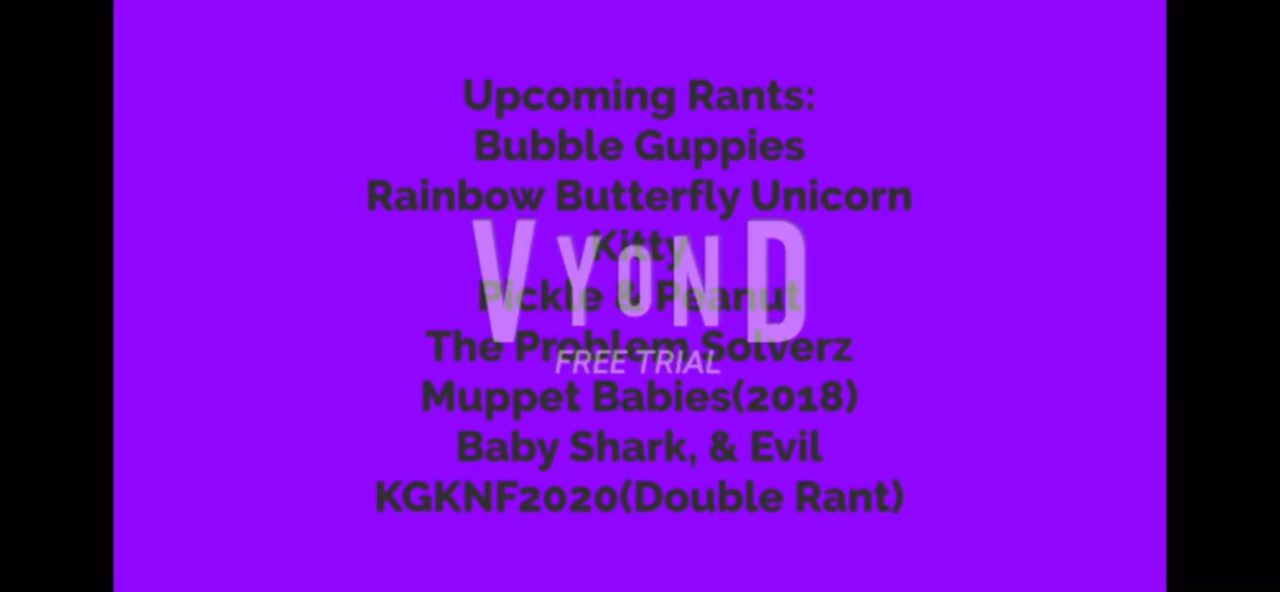 Upcoming Rants:
Bubble Guppies
Rainbow Butterfly Unicorn
Kitty
Pickle & Peanut
The Problem Solverz
Muppet Babies(2018)
Baby Shark, & Evil
KGKNF2020(Double Rant)
VYOND
FREE TRIAL